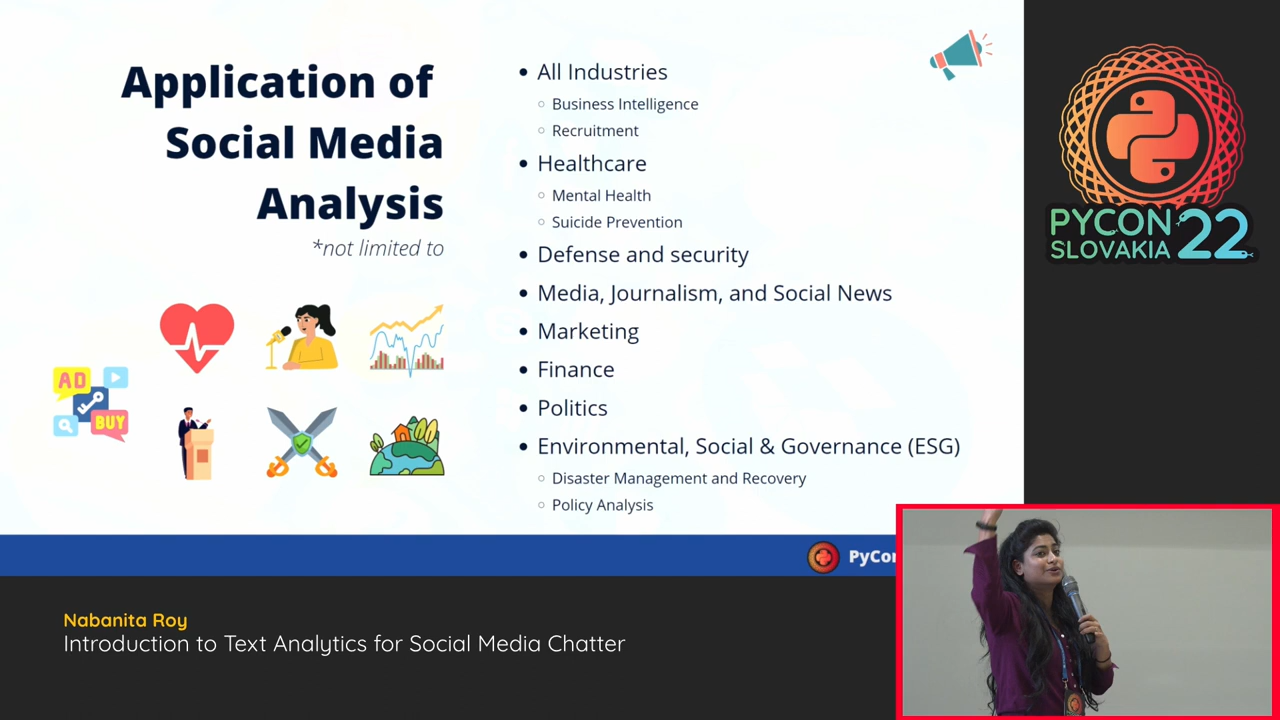 Application of
Social Media
Analysis
*not limited to
AD
BUY
• All Industries
○ Business Intelligence
○ Recruitment
• Healthcare
○ Mental Health
○ Suicide Prevention
• Defense and security
• Media, Journalism, and Social News
• Marketing
• Finance
• Politics
• Environmental, Social & Governance (ESG)
○ Disaster Management and Recovery
○ Policy Analysis
PYCON
SLOVAKIA 22
Nabanita Roy
Introduction to Text Analytics for Social Media Chatter